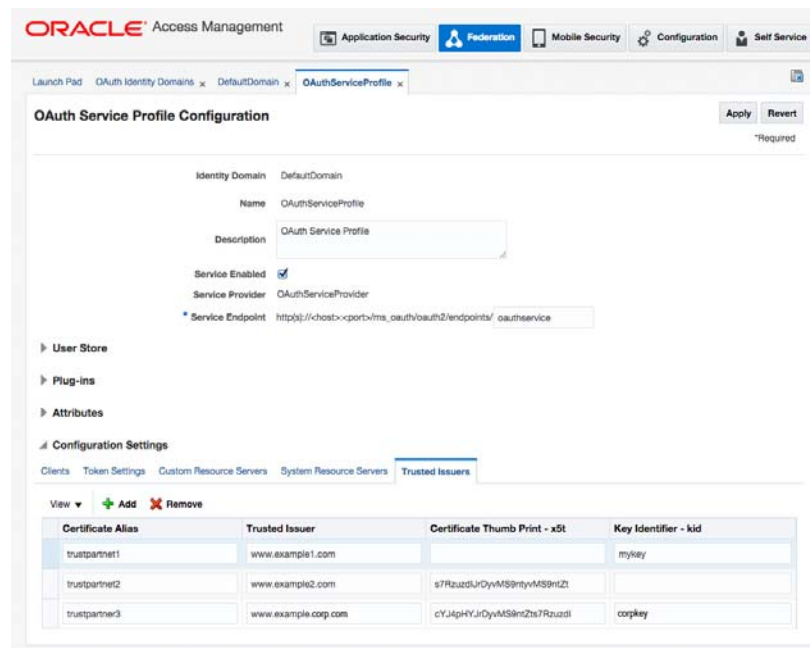 ORACLE® Access Management
Application Security Federation Mobile Security Configuration Self Service
Launch Pad OAuth Identity Domains x DefaultDomain x OAuthServiceProfile x
OAuth Service Profile Configuration Apply Revert
*Required
Identity Domain DefaultDomain
Name OAuthServiceProfile
Description OAuth Service Profile
Service Enabled
Service Provider OAuthServiceProvider
* Service Endpoint http(s)://<host>:<port>/ms_oauth/oauth2/endpoints/ oauthservice
User Store
Plug-ins
Attributes
Configuration Settings
Clients Token Settings Custom Resource Servers System Resource Servers Trusted Issuers
View Add Remove
Certificate Alias Trusted Issuer Certificate Thumb Print - x5t Key Identifier - kid
trustpartnet1 www.example1.com mykey
trustpartnet2 www.example2.com s7RzuzdlJrDyvMS9ntyvMS9ntZt
trustpartner3 www.example.corp.com cYJ4pHYJrDyvMS9ntZts7Rzuzdl corpkey